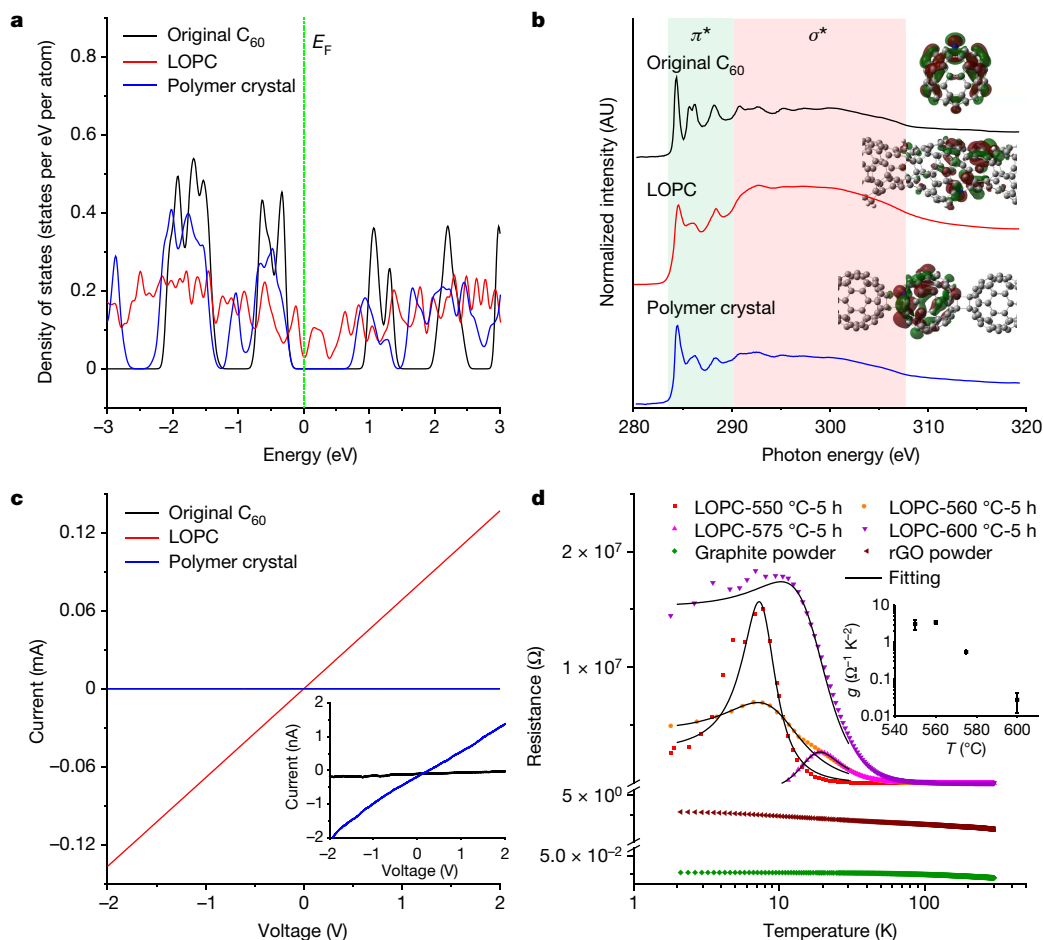 a
Original C60
LOPC
Polymer crystal
EF
Density of states (states per eV per atom)
0.8
0.6
0.4
0.2
0
−3 −2 −1 0 1 2 3
Energy (eV)
b
π* σ*
Original C60
LOPC
Polymer crystal
Normalized intensity (AU)
280 290 300 310 320
Photon energy (eV)
c
Original C60
LOPC
Polymer crystal
Current (mA)
0.12
0.06
0
−0.06
−0.12
−2 −1 0 1 2
Voltage (V)
Current (nA)
2
1
0
−1
−2
−2 −1 0 1 2
Voltage (V)
d
LOPC-550 °C-5 h LOPC-560 °C-5 h
LOPC-575 °C-5 h LOPC-600 °C-5 h
Graphite powder rGO powder
Fitting
Resistance (Ω)
2 × 10⁷
1 × 10⁷
5 × 10⁰
5.0 × 10⁻²
1 10 100
Temperature (K)
g (Ω⁻¹ K⁻²)
10
1
0.1
0.01
540 560 580 600
T (°C)